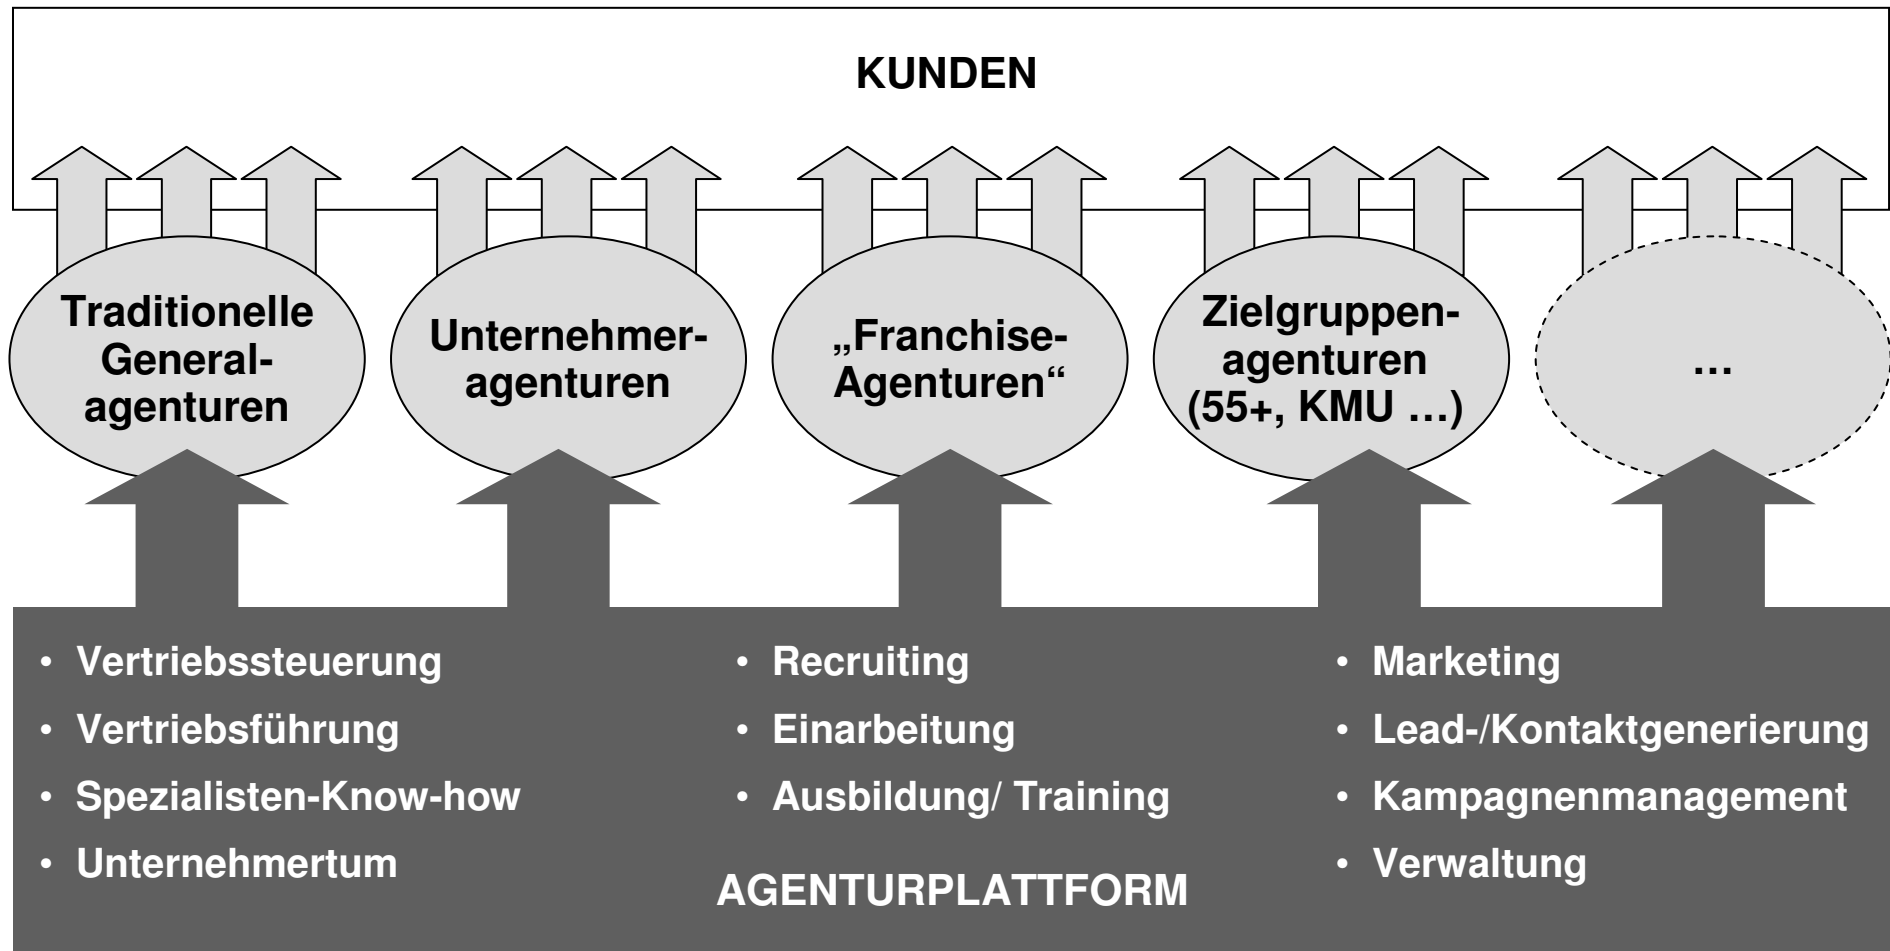 KUNDEN
Traditionelle
General-
agenturen
Unternehmer-
agenturen
„Franchise-
Agenturen“
Zielgruppen-
agenturen
(55+, KMU ...)
...
• Vertriebssteuerung
• Vertriebsführung
• Spezialisten-Know-how
• Unternehmertum
• Recruiting
• Einarbeitung
• Ausbildung/ Training
• Marketing
• Lead-/Kontaktgenerierung
• Kampagnenmanagement
• Verwaltung
AGENTURPLATTFORM